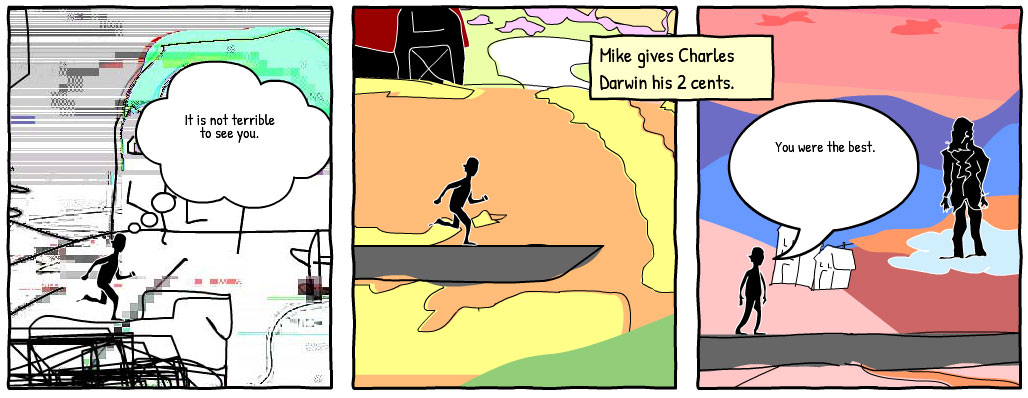 It is not terrible
to see you.
Mike gives Charles
Darwin his 2 cents.
You were the best.